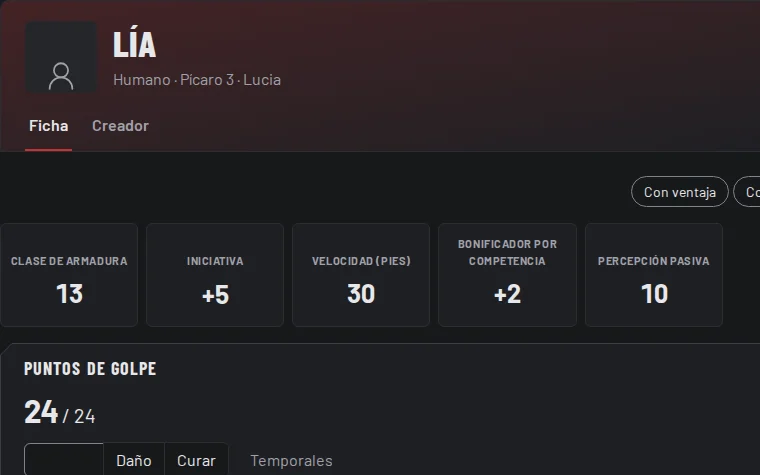 LÍA
Humano · Pícaro 3 · Lucía
Ficha Creador
Con ventaja
CLASE DE ARMADURA
13
INICIATIVA
+5
VELOCIDAD (PIES)
30
BONIFICADOR POR
COMPETENCIA
+2
PERCEPCIÓN PASIVA
10
PUNTOS DE GOLPE
24 / 24
Daño Curar Temporales